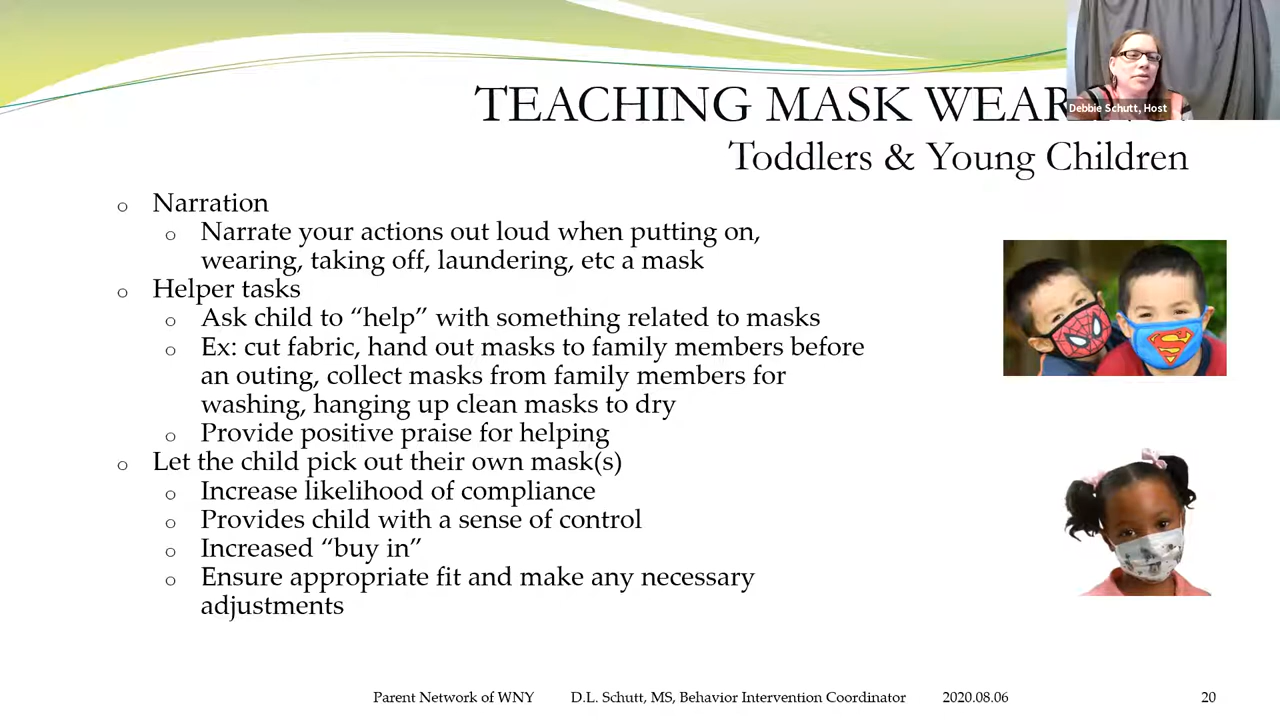 TEACHING MASK WEAR
Debbie Schutt, Host
Toddlers & Young Children
o Narration
o Narrate your actions out loud when putting on,
wearing, taking off, laundering, etc a mask
o Helper tasks
o Ask child to “help” with something related to masks
o Ex: cut fabric, hand out masks to family members before
an outing, collect masks from family members for
washing, hanging up clean masks to dry
o Provide positive praise for helping
o Let the child pick out their own mask(s)
o Increase likelihood of compliance
o Provides child with a sense of control
o Increased “buy in”
o Ensure appropriate fit and make any necessary
adjustments
Parent Network of WNY D.L. Schutt, MS, Behavior Intervention Coordinator 2020.08.06 20